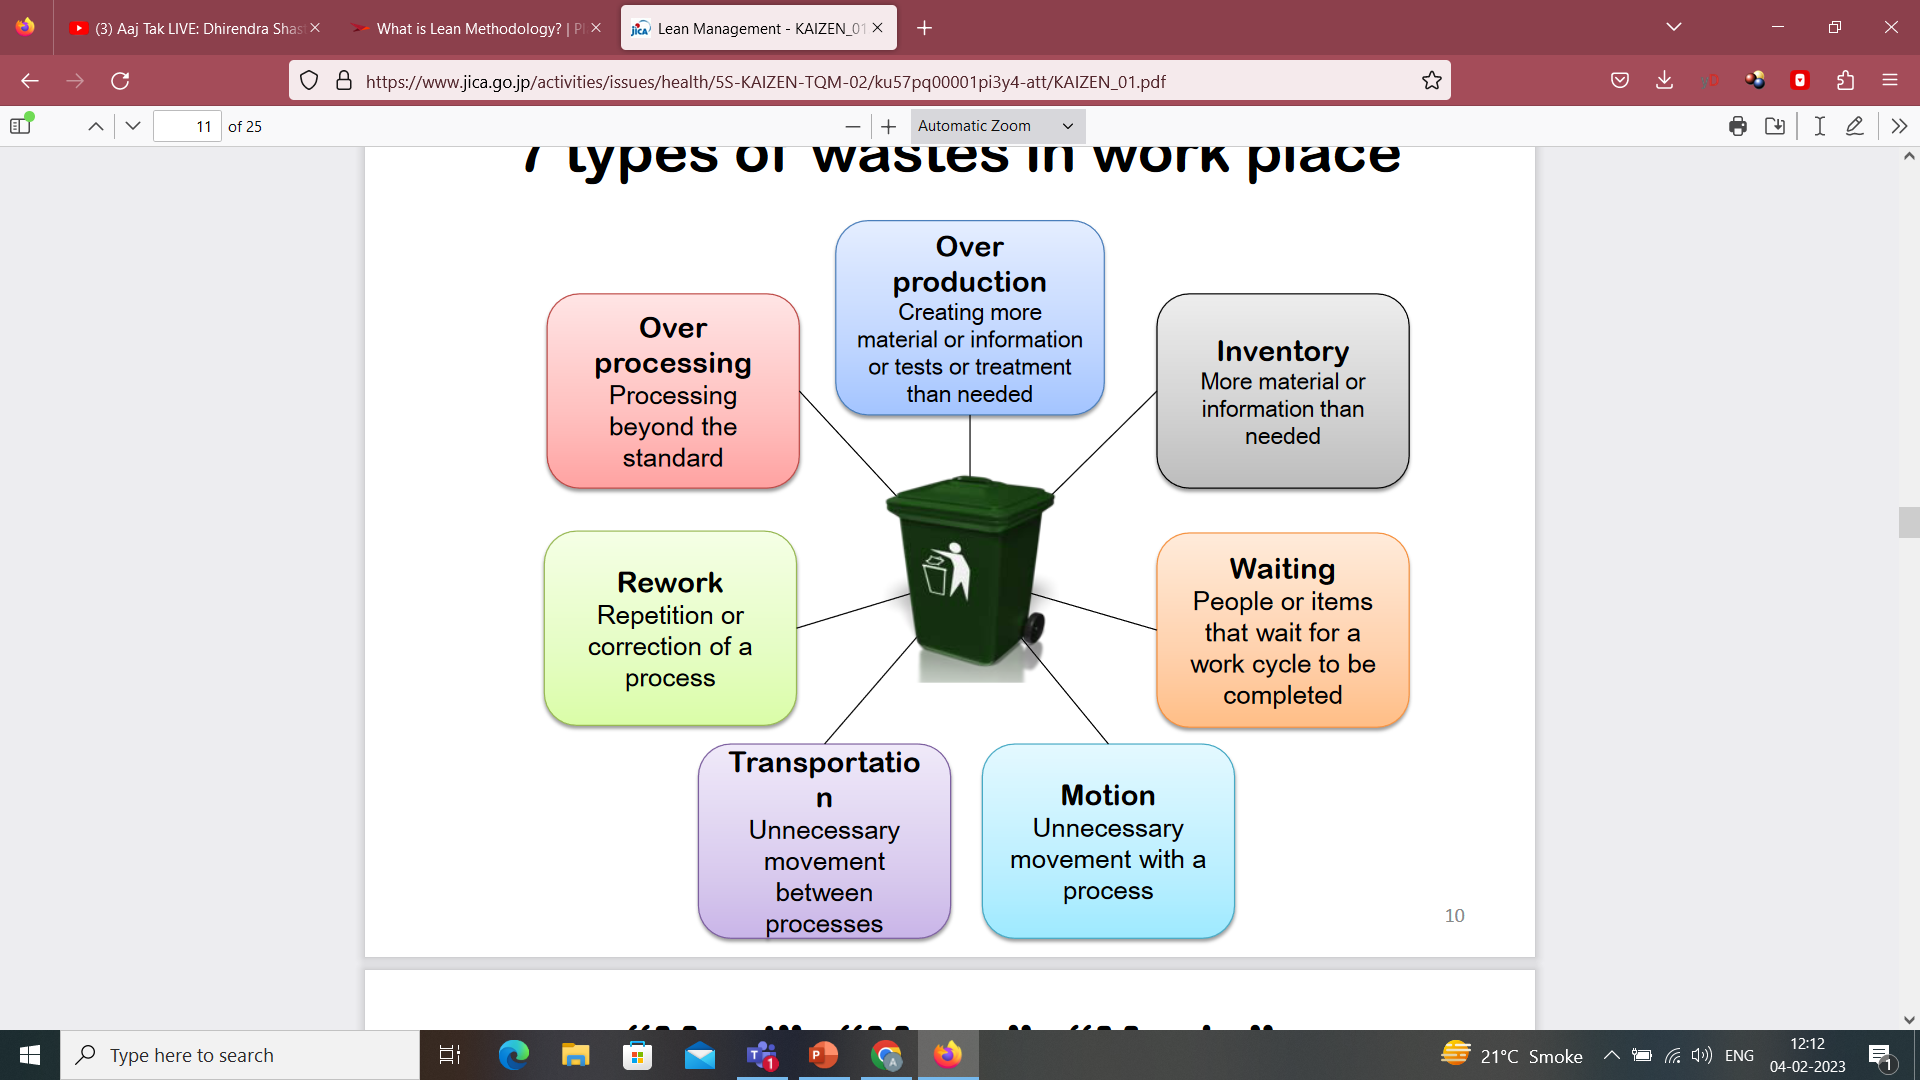 (3) Aaj Tak LIVE: Dhirendra Shas
What is Lean Methodology? | Pl
Lean Management - KAIZEN_01
https://www.jica.go.jp/activities/issues/health/5S-KAIZEN-TQM-02/ku57pq00001pi3y4-att/KAIZEN_01.pdf
11 of 25
Automatic Zoom
7 types of wastes in work place
Over
production
Creating more
material or information
or tests or treatment
than needed
Over
processing
Processing
beyond the
standard
Inventory
More material or
information than
needed
Rework
Repetition or
correction of a
process
Waiting
People or items
that wait for a
work cycle to be
completed
Transportatio
n
Unnecessary
movement
between
processes
Motion
Unnecessary
movement with a
process
10
Type here to search
21°C Smoke
ENG
12:12
04-02-2023
1